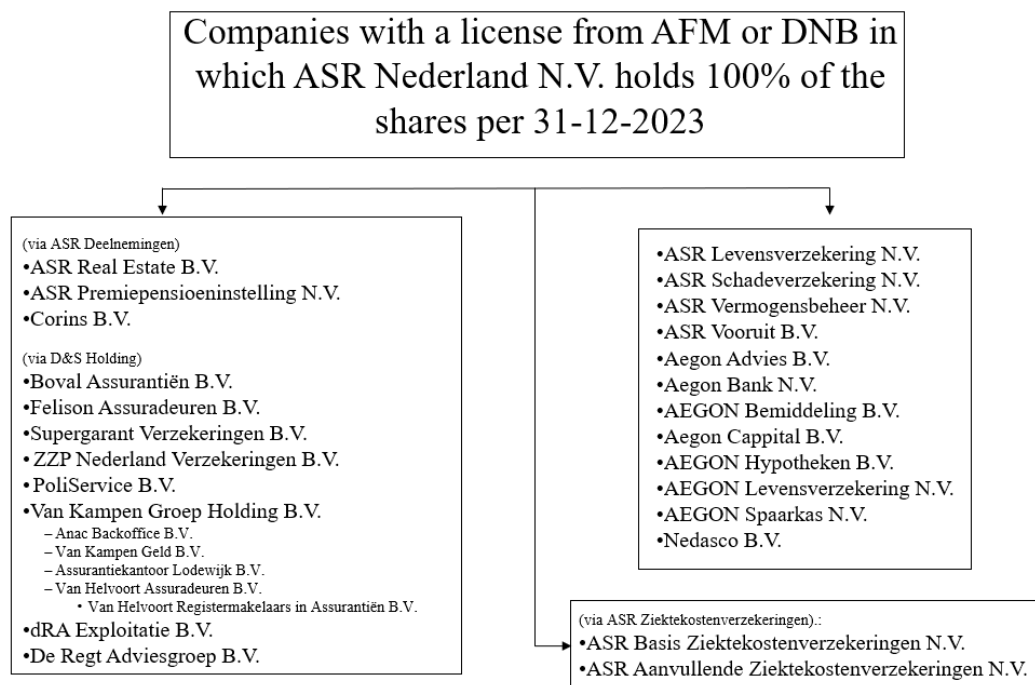 Companies with a license from AFM or DNB in
which ASR Nederland N.V. holds 100% of the
shares per 31-12-2023
(via ASR Deelnemingen)
•ASR Real Estate B.V.
•ASR Premiepensioeninstelling N.V.
•Corins B.V.
(via D&S Holding)
•Boval Assurantiën B.V.
•Felison Assuradeuren B.V.
•Supergarant Verzekeringen B.V.
•ZZP Nederland Verzekeringen B.V.
•PoliService B.V.
•Van Kampen Groep Holding B.V.
– Anac Backoffice B.V.
– Van Kampen Geld B.V.
– Assurantiekantoor Lodewijk B.V.
– Van Helvoort Assuradeuren B.V.
• Van Helvoort Registermakelaars in Assurantiën B.V.
•dRA Exploitatie B.V.
•De Regt Adviesgroep B.V.
•ASR Levensverzekering N.V.
•ASR Schadeverzekering N.V.
•ASR Vermogensbeheer N.V.
•ASR Vooruit B.V.
•Aegon Advies B.V.
•Aegon Bank N.V.
•AEGON Bemiddeling B.V.
•Aegon Cappital B.V.
•AEGON Hypotheken B.V.
•AEGON Levensverzekering N.V.
•AEGON Spaarkas N.V.
•Nedasco B.V.
(via ASR Ziektekostenverzekeringen).:
•ASR Basis Ziektekostenverzekeringen N.V.
•ASR Aanvullende Ziektekostenverzekeringen N.V.